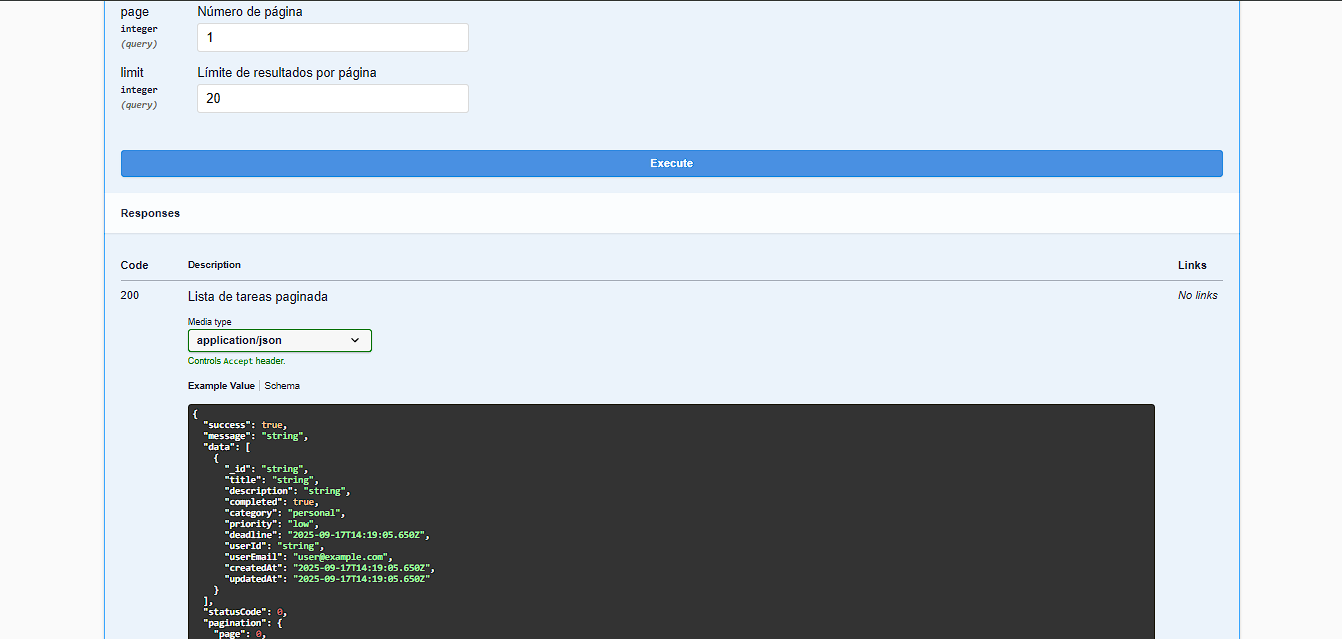 page Número de página
integer
(query)
1
limit Límite de resultados por página
integer
(query)
20
Execute
Responses
Code Description Links
200 Lista de tareas paginada No links
Media type
application/json
Controls Accept header.
Example Value Schema
{
  "success": true,
  "message": "string",
  "data": [
    {
      "_id": "string",
      "title": "string",
      "description": "string",
      "completed": true,
      "category": "personal",
      "priority": "low",
      "deadline": "2025-09-17T14:19:05.650Z",
      "userId": "string",
      "userEmail": "user@example.com",
      "createdAt": "2025-09-17T14:19:05.650Z",
      "updatedAt": "2025-09-17T14:19:05.650Z"
    }
  ],
  "statusCode": 0,
  "pagination": {
    "page": 0,